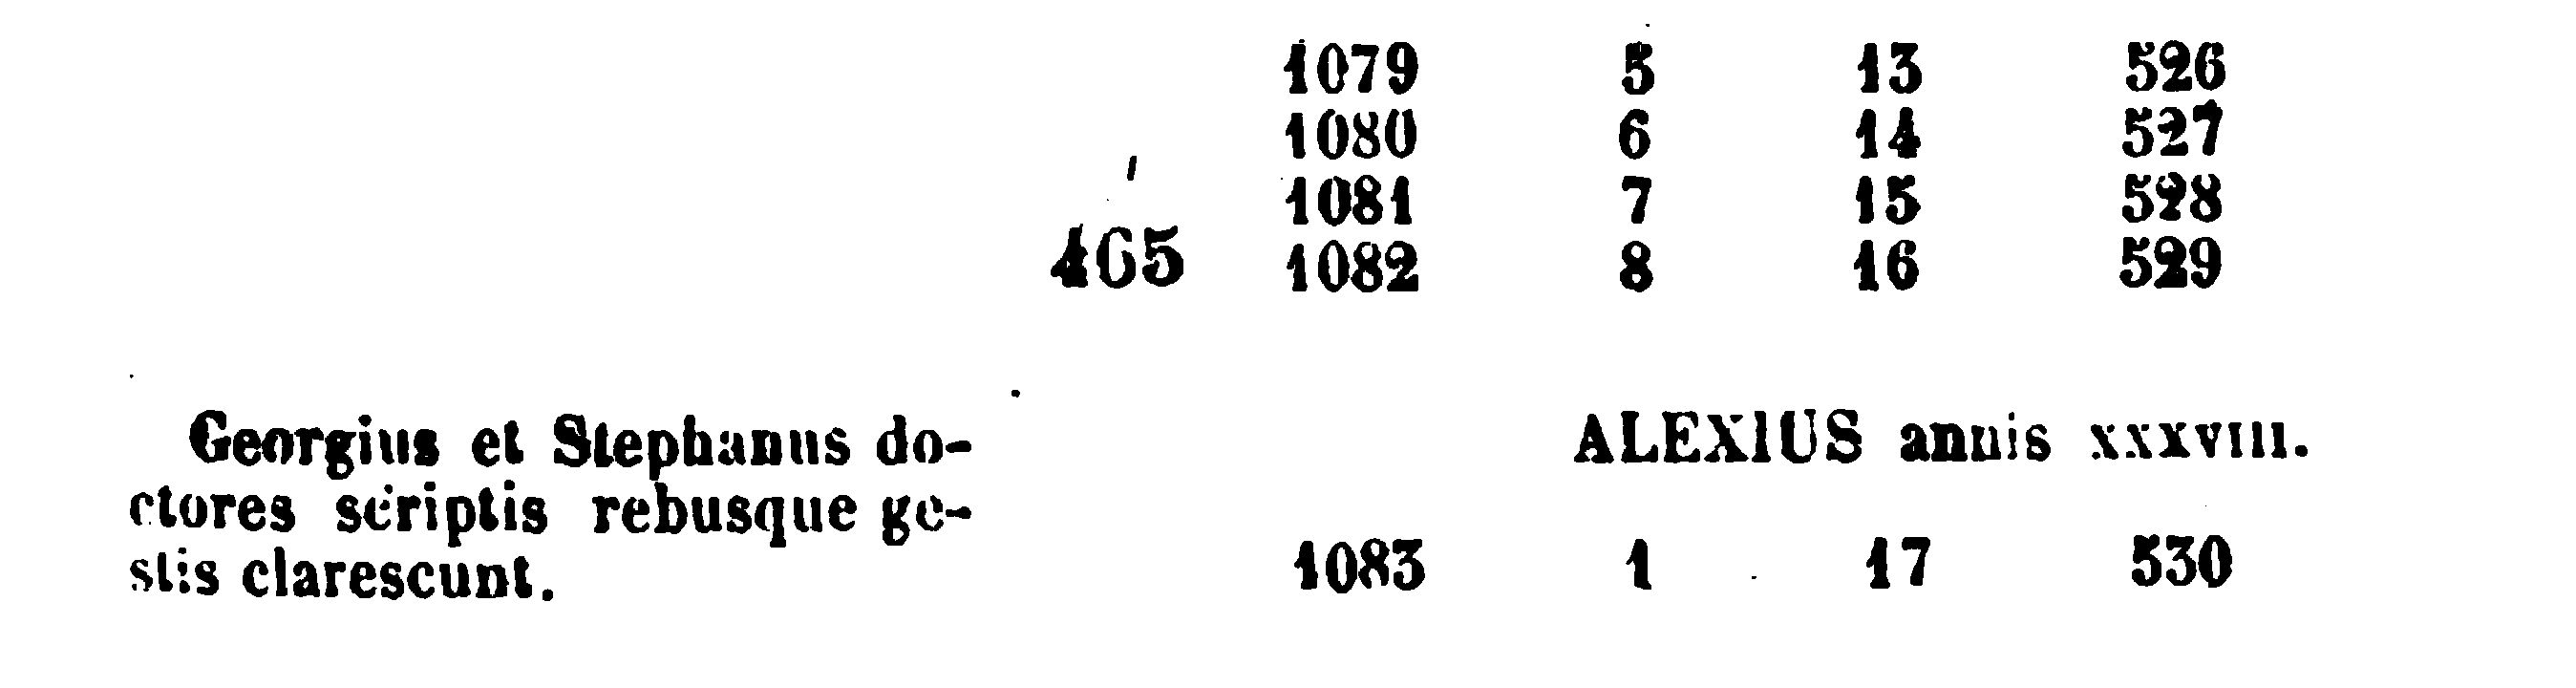 1079 5 13 526
1080 6 14 527
1081 7 15 528
465 1082 8 16 529
Georgius et Stephanus do-
ctores scriptis rebusque ge-
stis clarescunt.
ALEXIUS annis XXXVIII.
1083 1 17 530